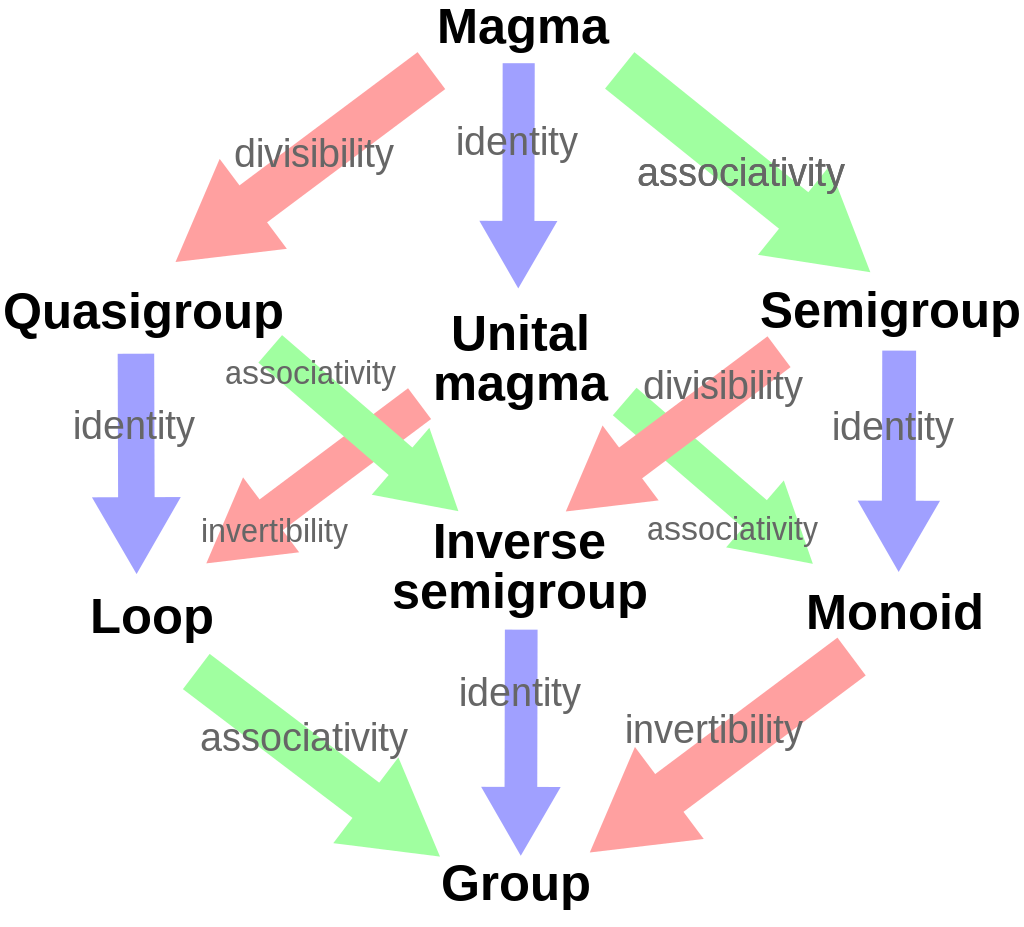 Magma
divisibility
identity
associativity
Quasigroup
Unital
magma
Semigroup
associativity
divisibility
identity
identity
invertibility
associativity
Inverse
semigroup
Loop
Monoid
identity
associativity
invertibility
Group